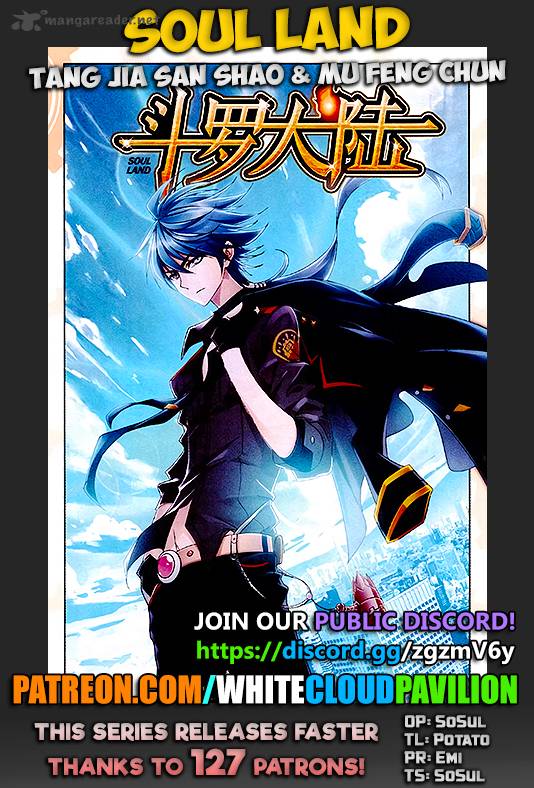 mangareader.net
SOUL LAND
TANG JIA SAN SHAO & MU FENG CHUN
斗罗大陆
SOUL
LAND
JOIN OUR PUBLIC DISCORD!
https://discord.gg/zgzmV6y
PATREON.COM/WHITECLOUDPAVILION
THIS SERIES RELEASES FASTER
THANKS TO 127 PATRONS!
OP: SOSUL
TL: POTATO
PR: EMI
TS: SOSUL